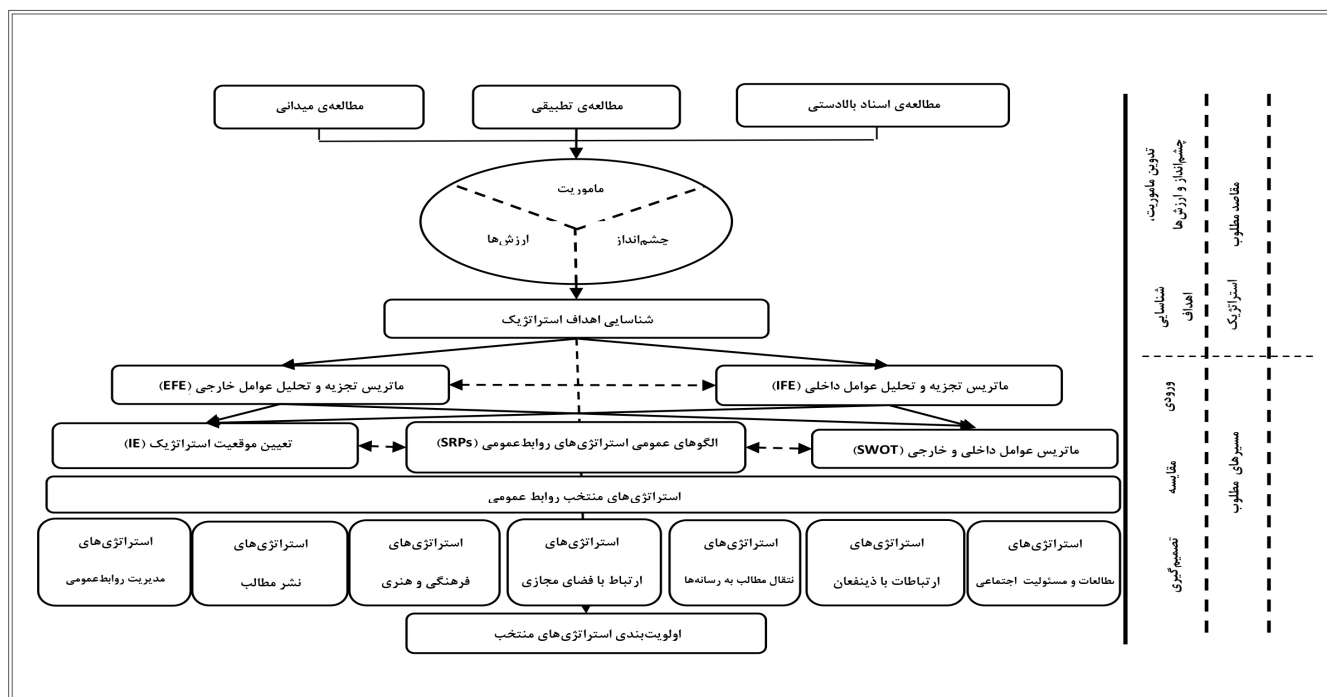 مطالعه‌ی اسناد بالادستی
مطالعه‌ی تطبیقی
مطالعه‌ی میدانی
ماموریت
چشم‌انداز
ارزش‌ها
شناسایی اهداف استراتژیک
ماتریس تجزیه و تحلیل عوامل داخلی (IFE)
ماتریس تجزیه و تحلیل عوامل خارجی (EFE)
ماتریس عوامل داخلی و خارجی (SWOT)
الگوهای عمومی استراتژی‌های روابط‌عمومی (SRPs)
تعیین موقعیت استراتژیک (IE)
استراتژی‌های منتخب روابط عمومی
استراتژی‌های
مطالعات و مسئولیت اجتماعی
استراتژی‌های
ارتباطات با ذینفعان
استراتژی‌های
نتقال مطالب به رسانه‌ها
استراتژی‌های
ارتباط با فضای مجازی
استراتژی‌های
فرهنگی و هنری
استراتژی‌های
نشر مطالب
استراتژی‌های
مدیریت روابط‌عمومی
اولویت‌بندی استراتژی‌های منتخب
تدوین ماموریت،
چشم‌انداز و ارزش‌ها
شناسایی
اهداف
استراتژیک
مقاصد مطلوب
ورودی
مقایسه
تصمیم‌گیری
مسیرهای مطلوب